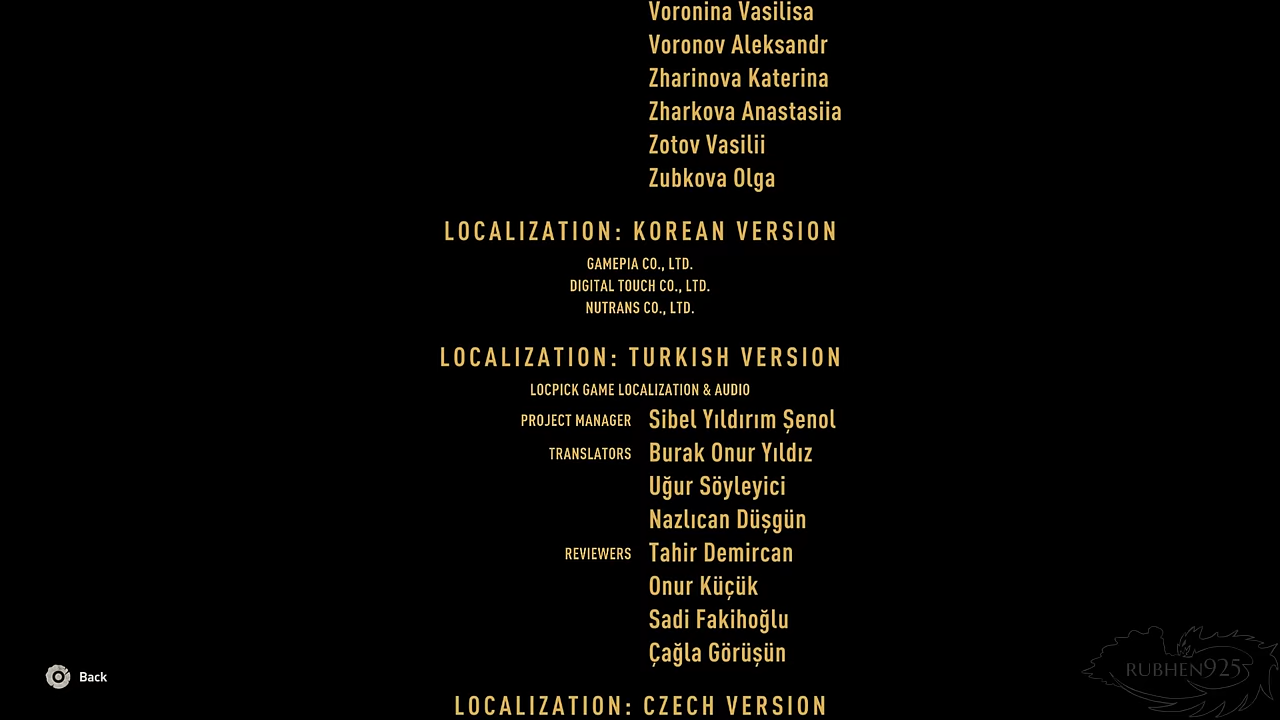 Voronina Vasilisa
Voronov Aleksandr
Zharinova Katerina
Zharkova Anastasiia
Zotov Vasilii
Zubkova Olga
LOCALIZATION: KOREAN VERSION
GAMEPIA CO., LTD.
DIGITAL TOUCH CO., LTD.
NUTRANS CO., LTD.
LOCALIZATION: TURKISH VERSION
LOCPICK GAME LOCALIZATION & AUDIO
PROJECT MANAGER Sibel Yıldırım Şenol
TRANSLATORS Burak Onur Yıldız
Uğur Söyleyici
Nazlıcan Düşgün
REVIEWERS Tahir Demircan
Onur Küçük
Sadi Fakihoğlu
Çağla Görüşün
RUBHEN925
Back
LOCALIZATION: CZECH VERSION